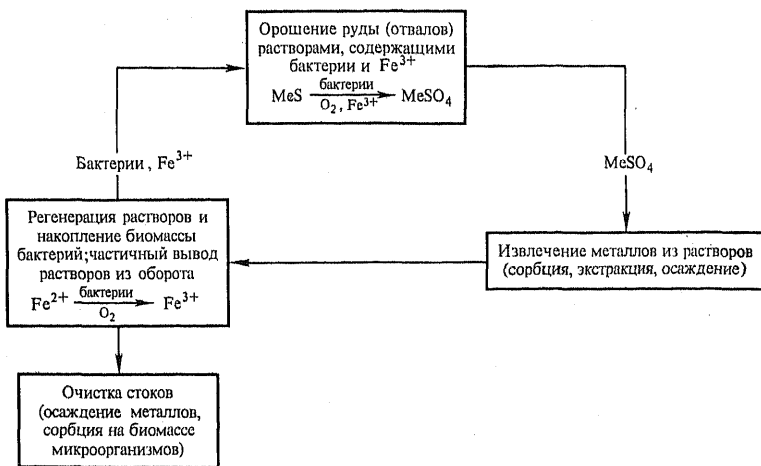 Орошение руды (отвалов)
растворами, содержащими
бактерии и Fe³⁺
бактерии
MeS → MeSO₄
O₂, Fe³⁺
Бактерии, Fe³⁺
MeSO₄
Регенерация растворов и
накопление биомассы
бактерий;частичный вывод
растворов из оборота
бактерии
Fe²⁺ → Fe³⁺
O₂
Извлечение металлов из растворов
(сорбция, экстракция, осаждение)
Очистка стоков
(осаждение металлов,
сорбция на биомассе
микроорганизмов)